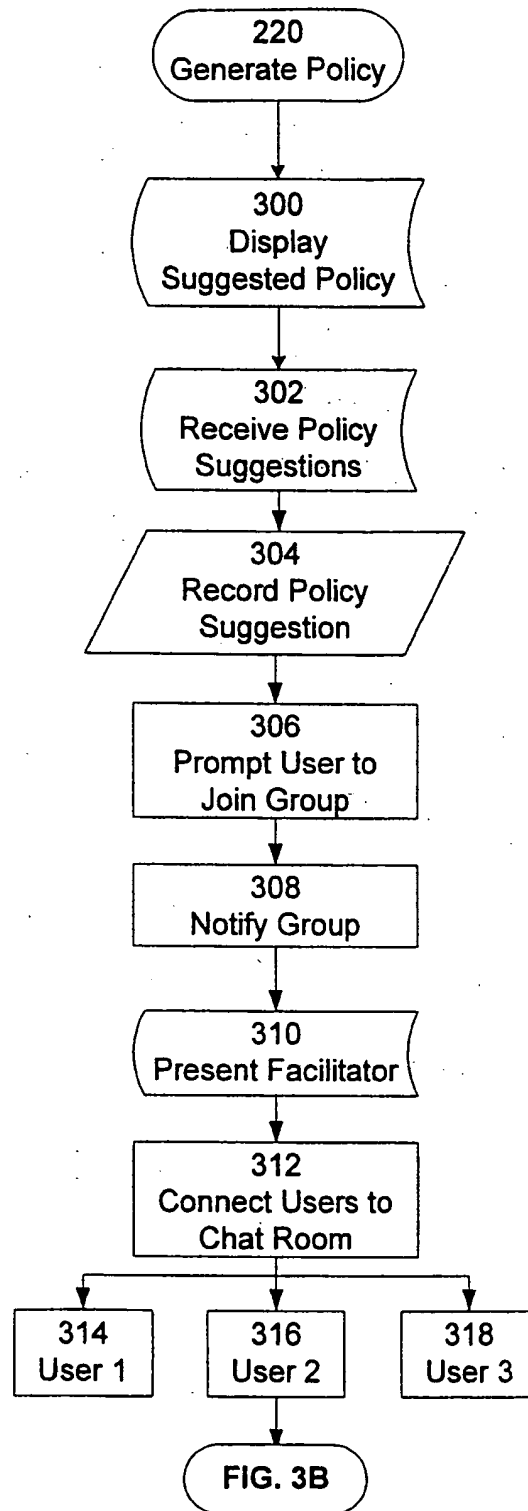 220
Generate Policy
300
Display
Suggested Policy
302
Receive Policy
Suggestions
304
Record Policy
Suggestion
306
Prompt User to
Join Group
308
Notify Group
310
Present Facilitator
312
Connect Users to
Chat Room
314
User 1
316
User 2
318
User 3
FIG. 3B